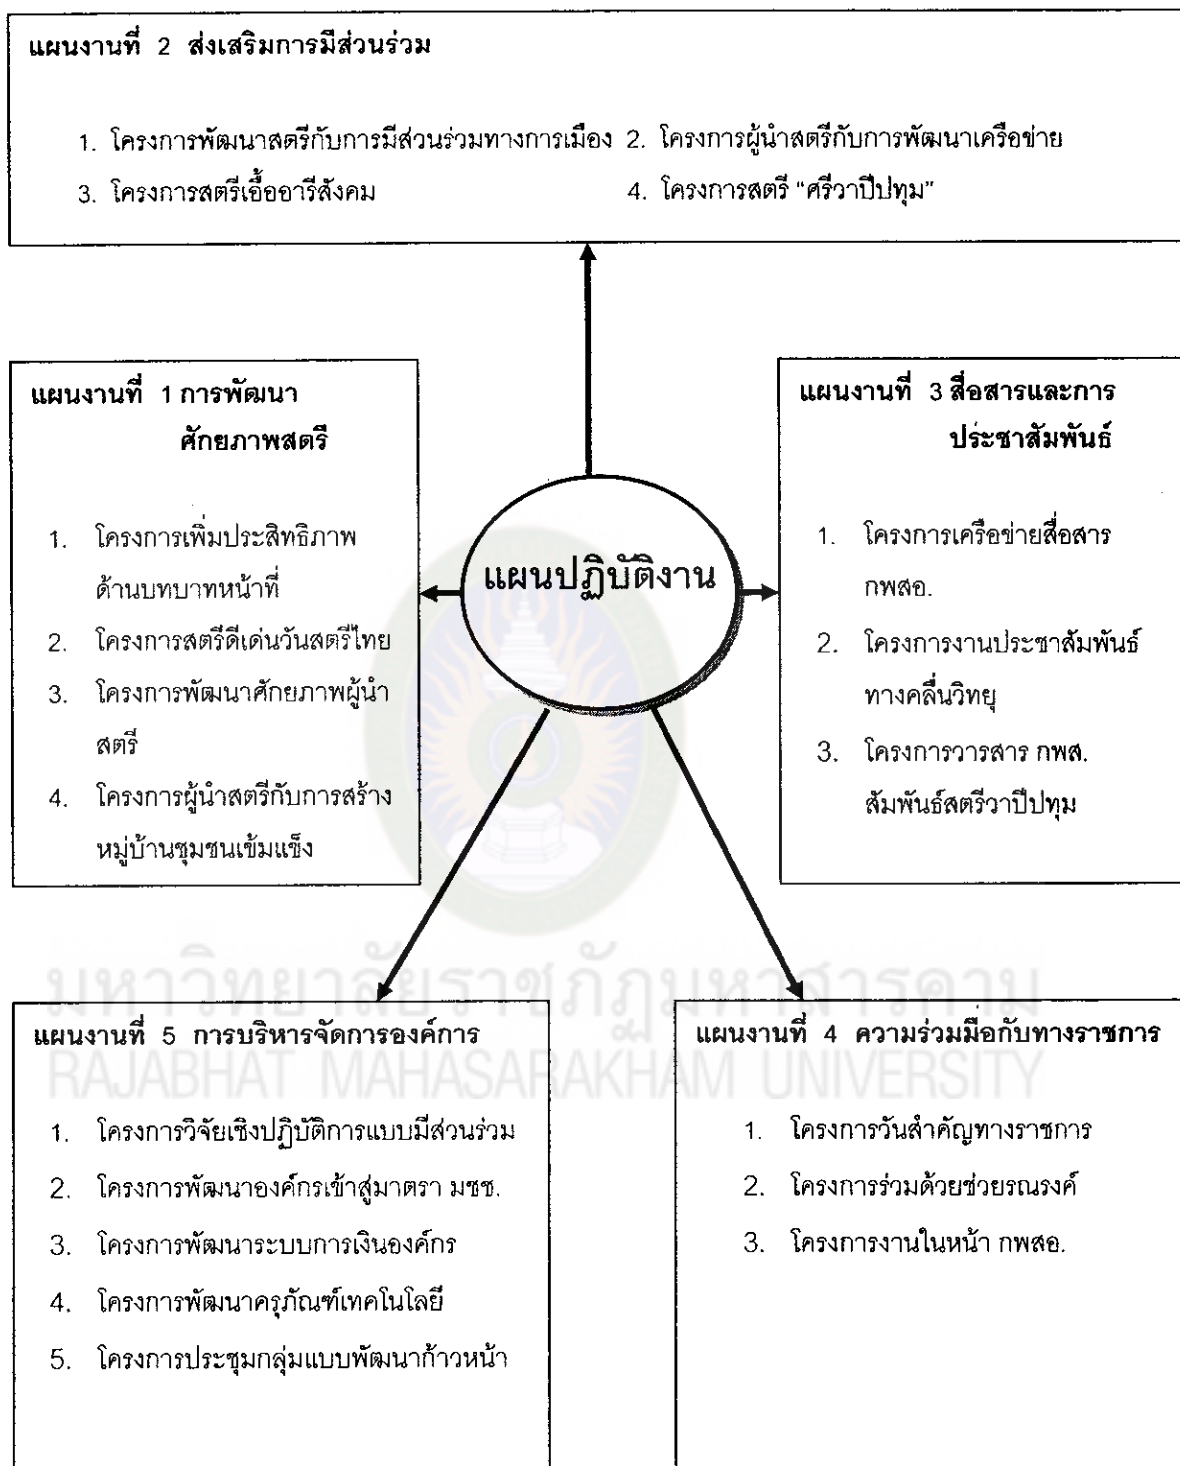 แผนงานที่ 2 ส่งเสริมการมีส่วนร่วม
1. โครงการพัฒนาสตรีกับการมีส่วนร่วมทางการเมือง 2. โครงการผู้นำสตรีกับการพัฒนาเครือข่าย
3. โครงการสตรีเอื้ออารีสังคม 4. โครงการสตรี "ศรีวาปีปทุม"
แผนงานที่ 1 การพัฒนา
ศักยภาพสตรี
1. โครงการเพิ่มประสิทธิภาพ
ด้านบทบาทหน้าที่
2. โครงการสตรีดีเด่นวันสตรีไทย
3. โครงการพัฒนาศักยภาพผู้นำ
สตรี
4. โครงการผู้นำสตรีกับการสร้าง
หมู่บ้านชุมชนเข้มแข็ง
แผนปฏิบัติงาน
แผนงานที่ 3 สื่อสารและการ
ประชาสัมพันธ์
1. โครงการเครือข่ายสื่อสาร
กพสอ.
2. โครงการงานประชาสัมพันธ์
ทางคลื่นวิทยุ
3. โครงการวารสาร กพส.
สัมพันธ์สตรีวาปีปทุม
มหาวิทยาลัยราชภัฏมหาสารคาม
RAJABHAT MAHASARAKHAM UNIVERSITY
แผนงานที่ 5 การบริหารจัดการองค์การ
1. โครงการวิจัยเชิงปฏิบัติการแบบมีส่วนร่วม
2. โครงการพัฒนาองค์กรเข้าสู่มาตรา มชช.
3. โครงการพัฒนาระบบการเงินองค์กร
4. โครงการพัฒนาครุภัณฑ์เทคโนโลยี
5. โครงการประชุมกลุ่มแบบพัฒนาก้าวหน้า
แผนงานที่ 4 ความร่วมมือกับทางราชการ
1. โครงการวันสำคัญทางราชการ
2. โครงการร่วมด้วยช่วยรณรงค์
3. โครงการงานในหน้า กพสอ.